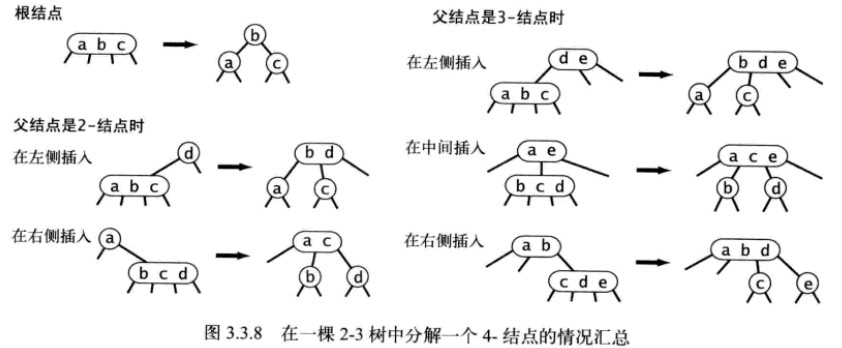 根结点
a b c
b
a
c
父结点是2-结点时
在左侧插入
d
a b c
b d
a
c
在右侧插入
a
b c d
a c
b
d
父结点是3-结点时
在左侧插入
d e
a b c
b d e
a
c
在中间插入
a e
b c d
a c e
b
d
在右侧插入
a b
c d e
a b d
c
e
图 3.3.8 在一棵 2-3 树中分解一个 4- 结点的情况汇总